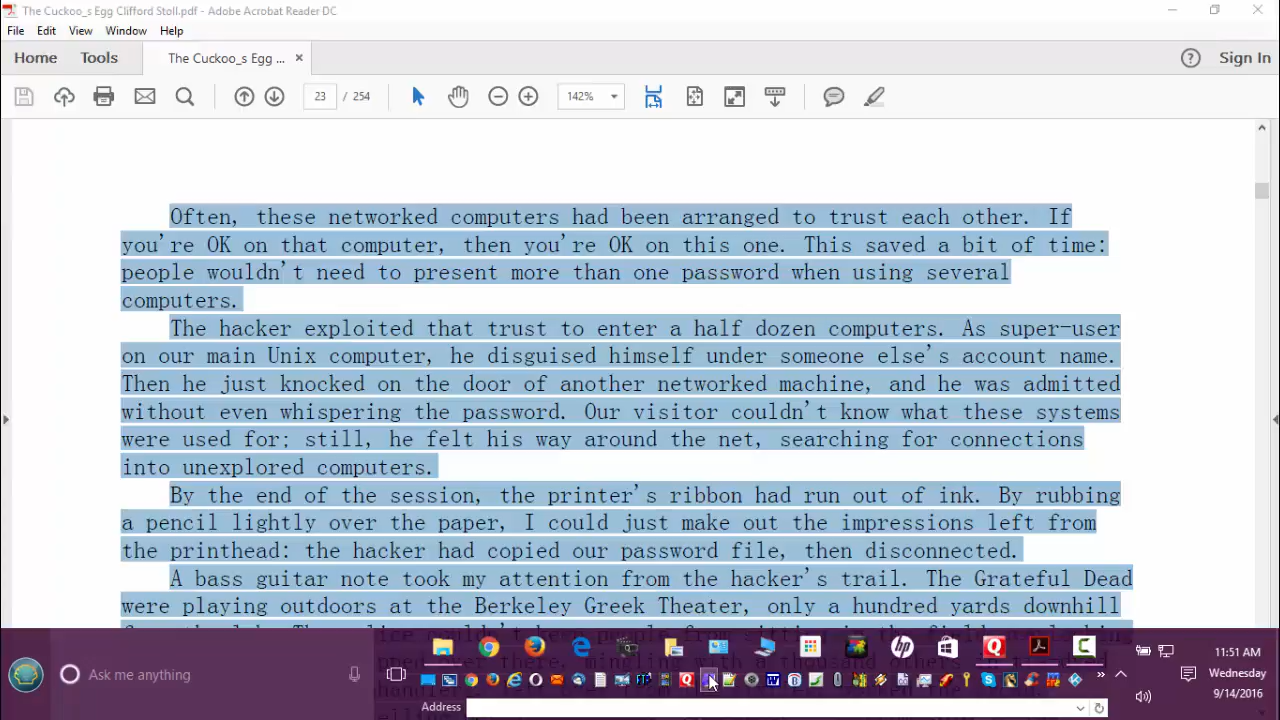 The Cuckoo_s Egg Clifford Stoll.pdf - Adobe Acrobat Reader DC
File Edit View Window Help
Home Tools The Cuckoo_s Egg ... × ? Sign In
23 / 254 142%
Often, these networked computers had been arranged to trust each other. If
you're OK on that computer, then you're OK on this one. This saved a bit of time:
people wouldn't need to present more than one password when using several
computers.
The hacker exploited that trust to enter a half dozen computers. As super-user
on our main Unix computer, he disguised himself under someone else's account name.
Then he just knocked on the door of another networked machine, and he was admitted
without even whispering the password. Our visitor couldn't know what these systems
were used for; still, he felt his way around the net, searching for connections
into unexplored computers.
By the end of the session, the printer's ribbon had run out of ink. By rubbing
a pencil lightly over the paper, I could just make out the impressions left from
the printhead: the hacker had copied our password file, then disconnected.
A bass guitar note took my attention from the hacker's trail. The Grateful Dead
were playing outdoors at the Berkeley Greek Theater, only a hundred yards downhill
there, mingling with a thousand others
Ask me anything
11:51 AM
Wednesday
9/14/2016
Address